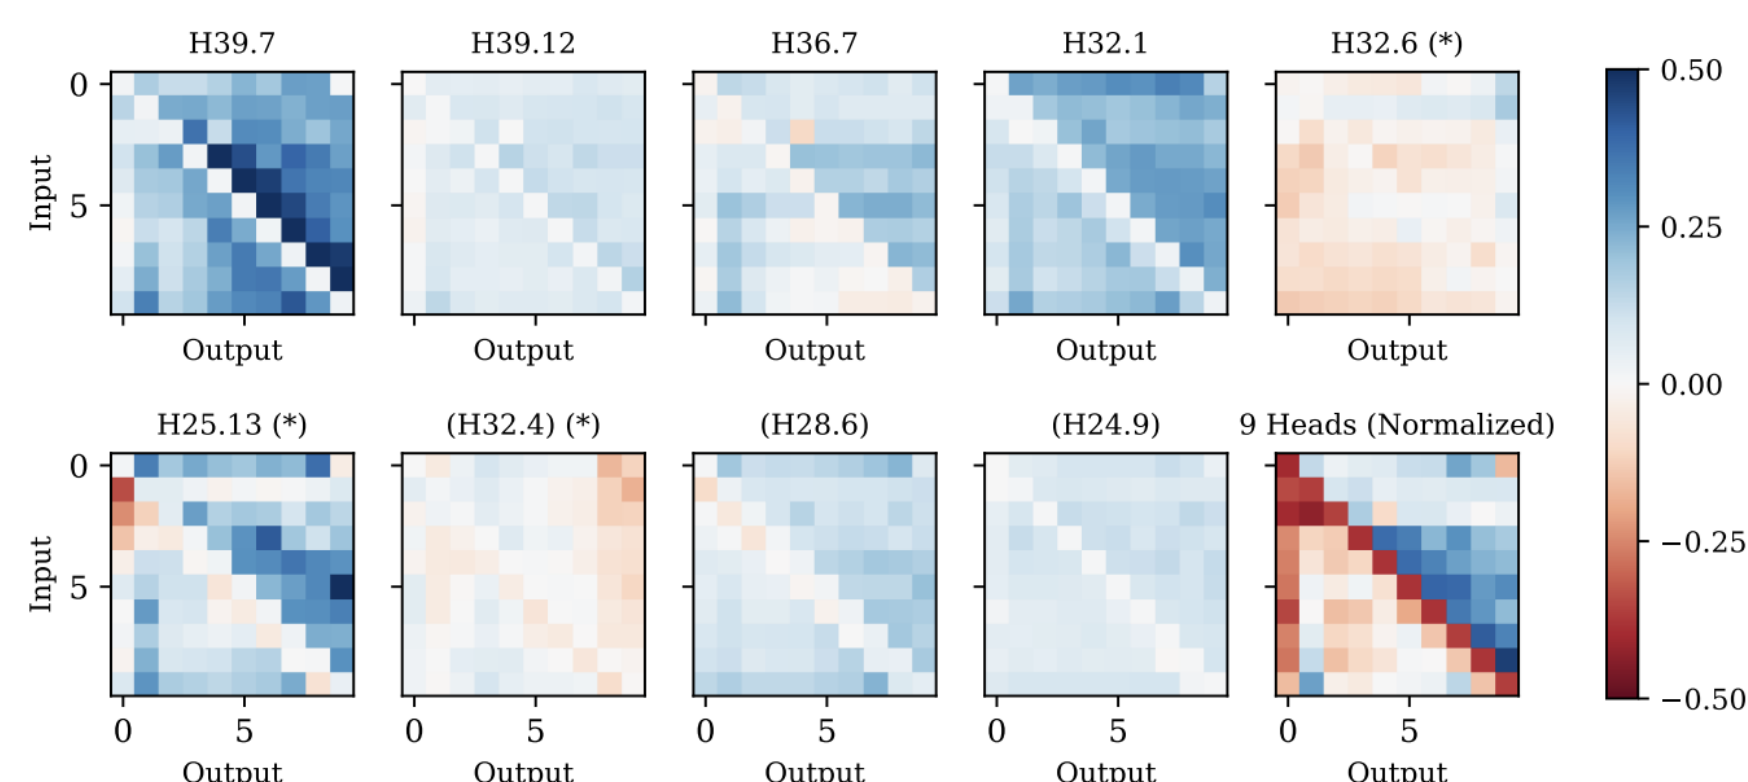 H39.7 H39.12 H36.7 H32.1 H32.6 (*)
0.50
0
Input
5
0.25
Output Output Output Output Output
0.00
H25.13 (*) (H32.4) (*) (H28.6) (H24.9) 9 Heads (Normalized)
0
Input
−0.25
5
−0.50
0 5 0 5 0 5 0 5 0 5
Output Output Output Output Output